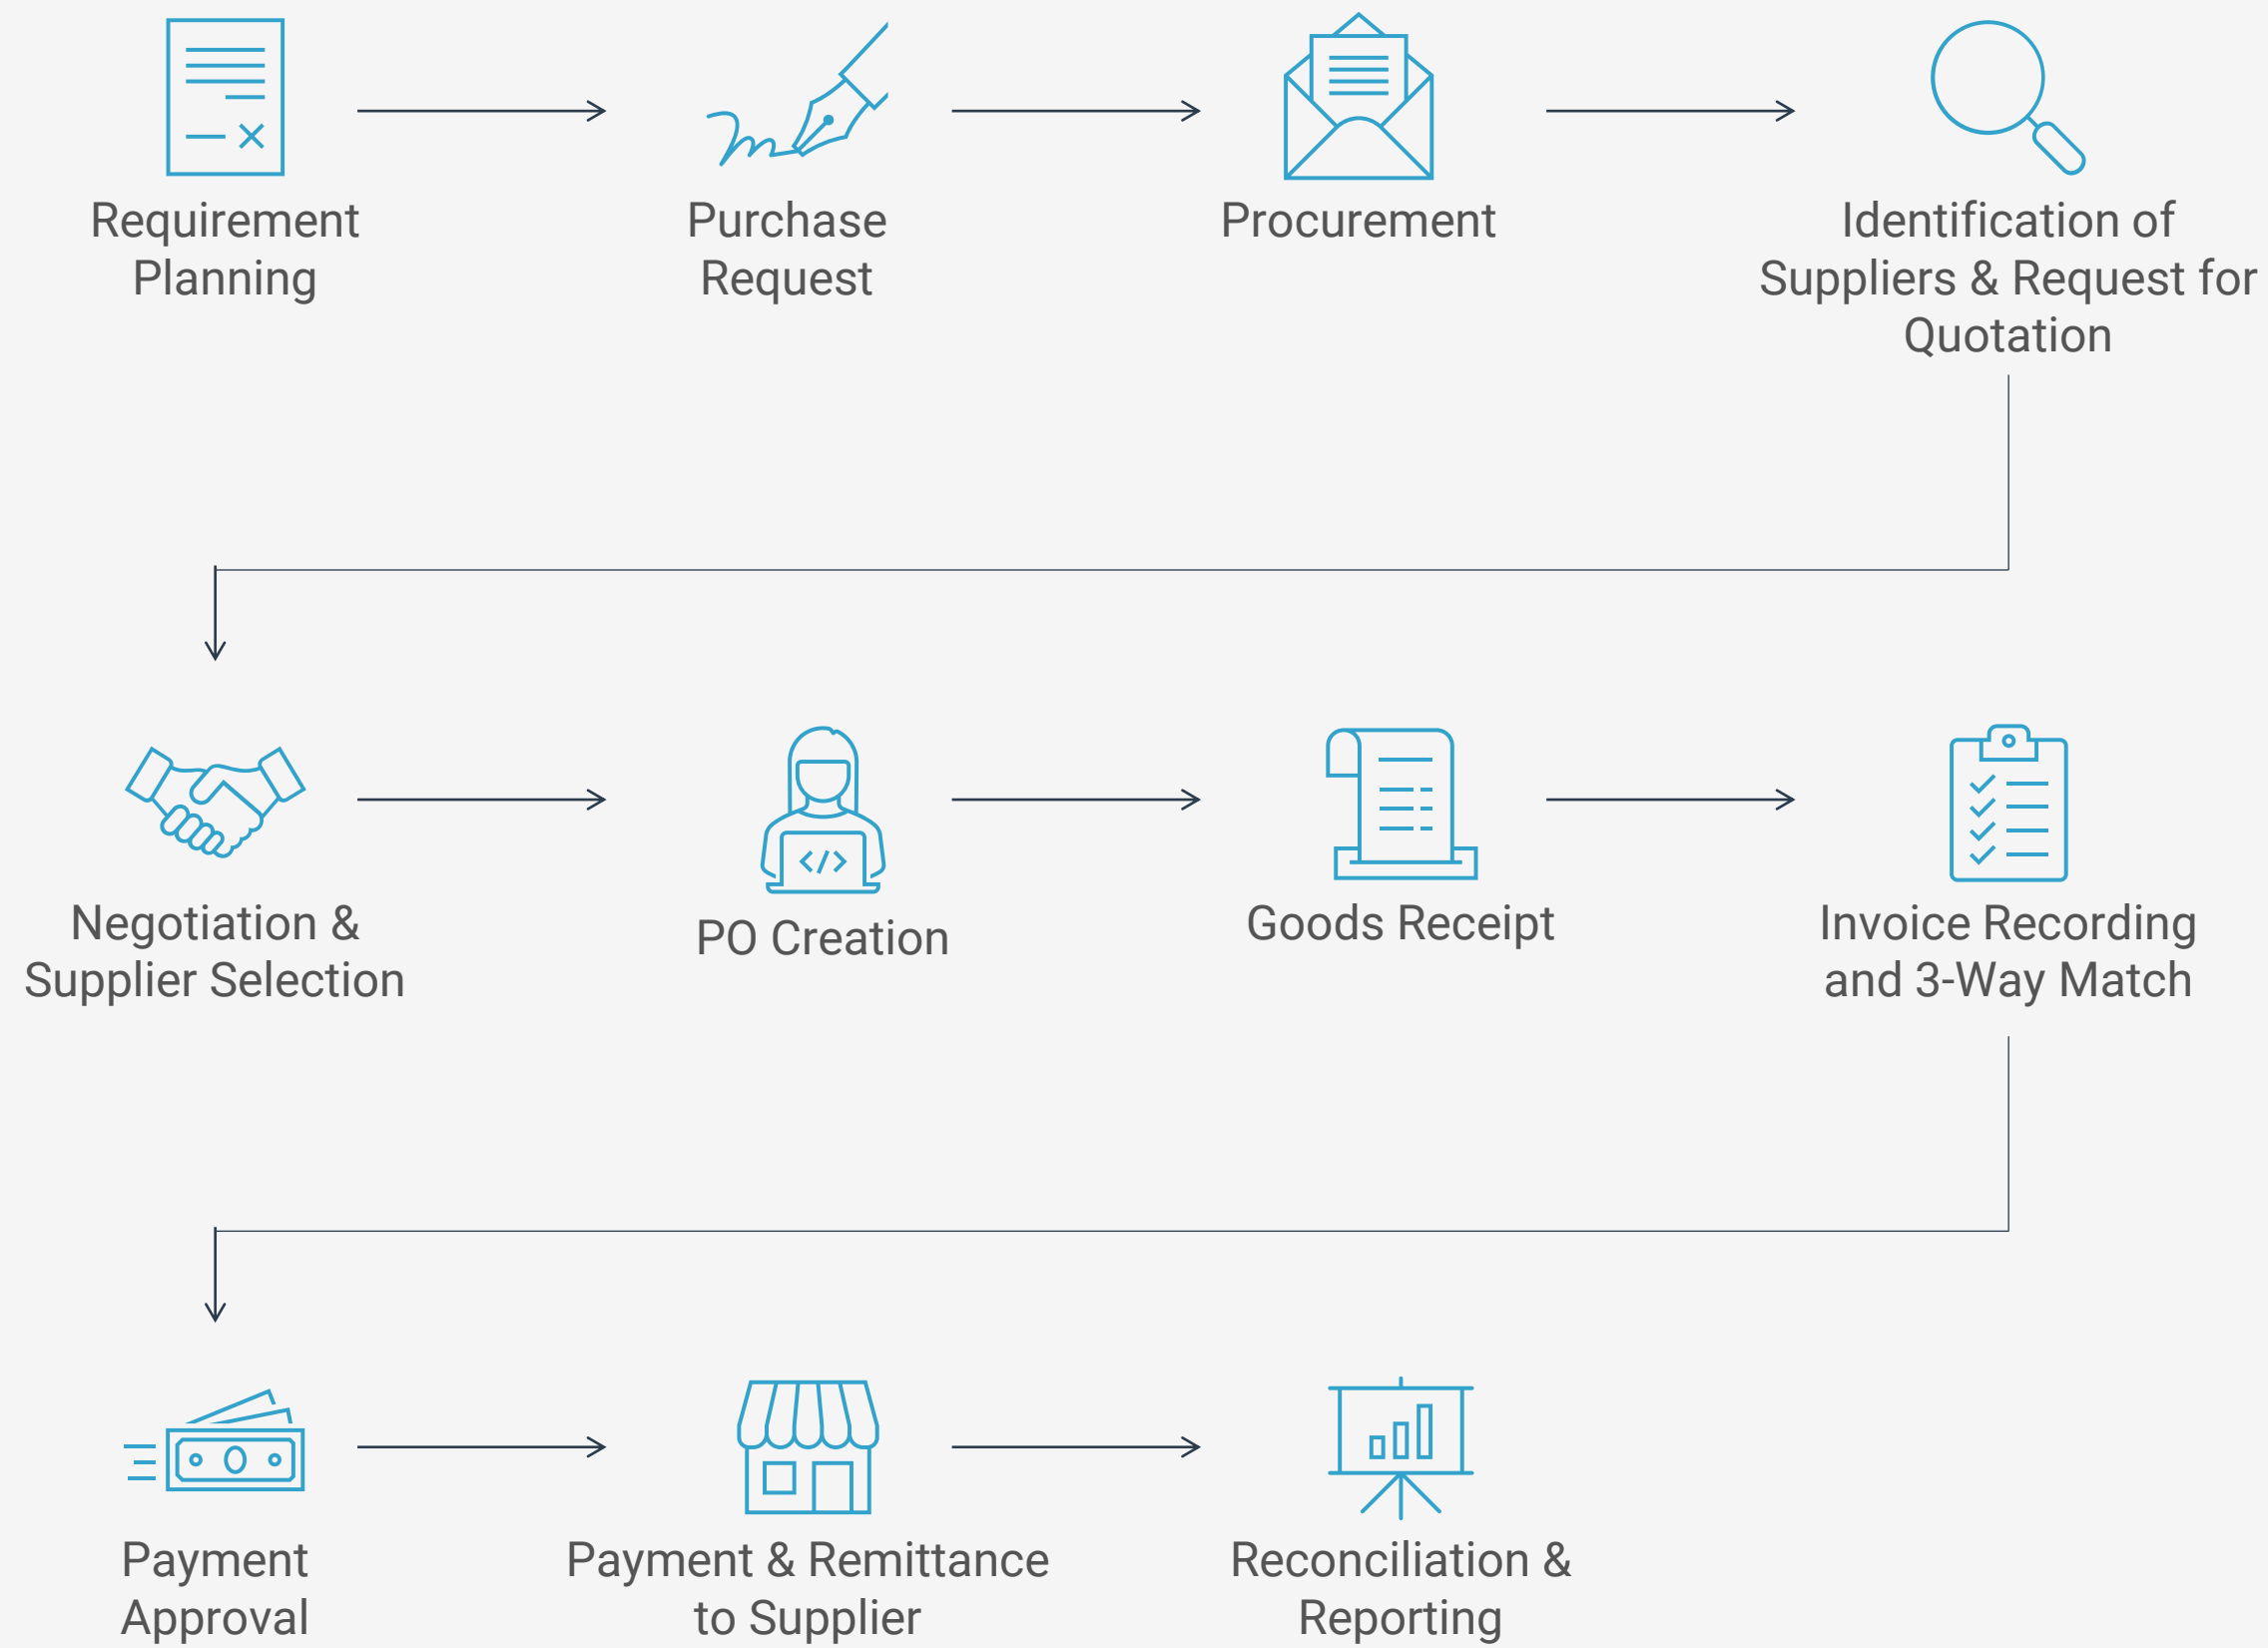 Requirement
Planning
Purchase
Request
Procurement
Identification of
Suppliers & Request for
Quotation
Negotiation &
Supplier Selection
</>
PO Creation
Goods Receipt
Invoice Recording
and 3-Way Match
Payment
Approval
Payment & Remittance
to Supplier
Reconciliation &
Reporting